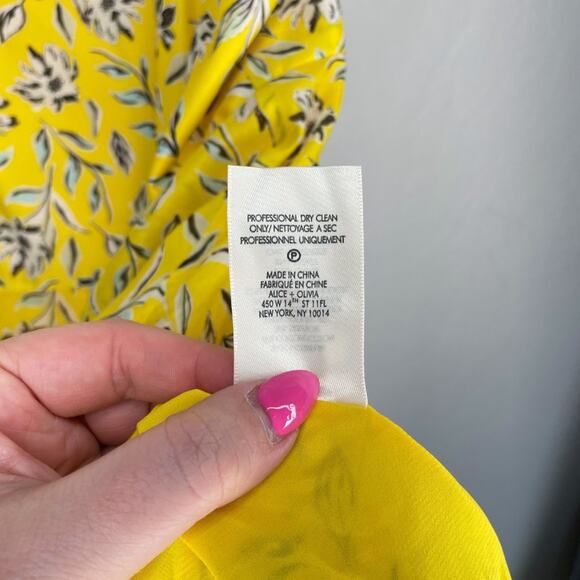 PROFESSIONAL DRY CLEAN
ONLY/ NETTOYAGE A SEC
PROFESSIONNEL UNIQUEMENT
P
MADE IN CHINA
FABRIQUÉ EN CHINE
ALICE + OLIVIA
450 W 14TH ST 11FL
NEW YORK, NY 10014